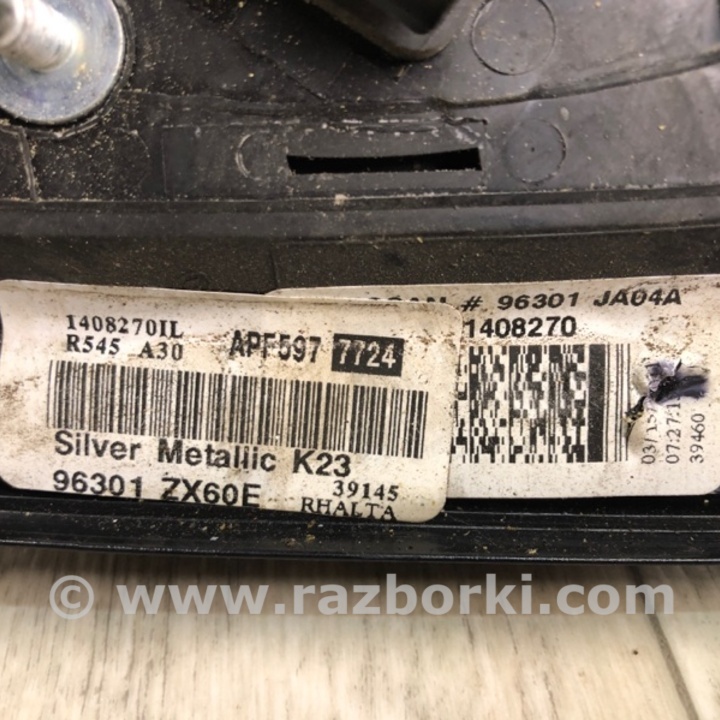 1408270IL
R545 A30
APF597 7724
Silver Metallic K23
96301 ZX60E
39145
RHALTA
# 96301 JA04A
1408270
07:27:1
39460
© www.razborki.com